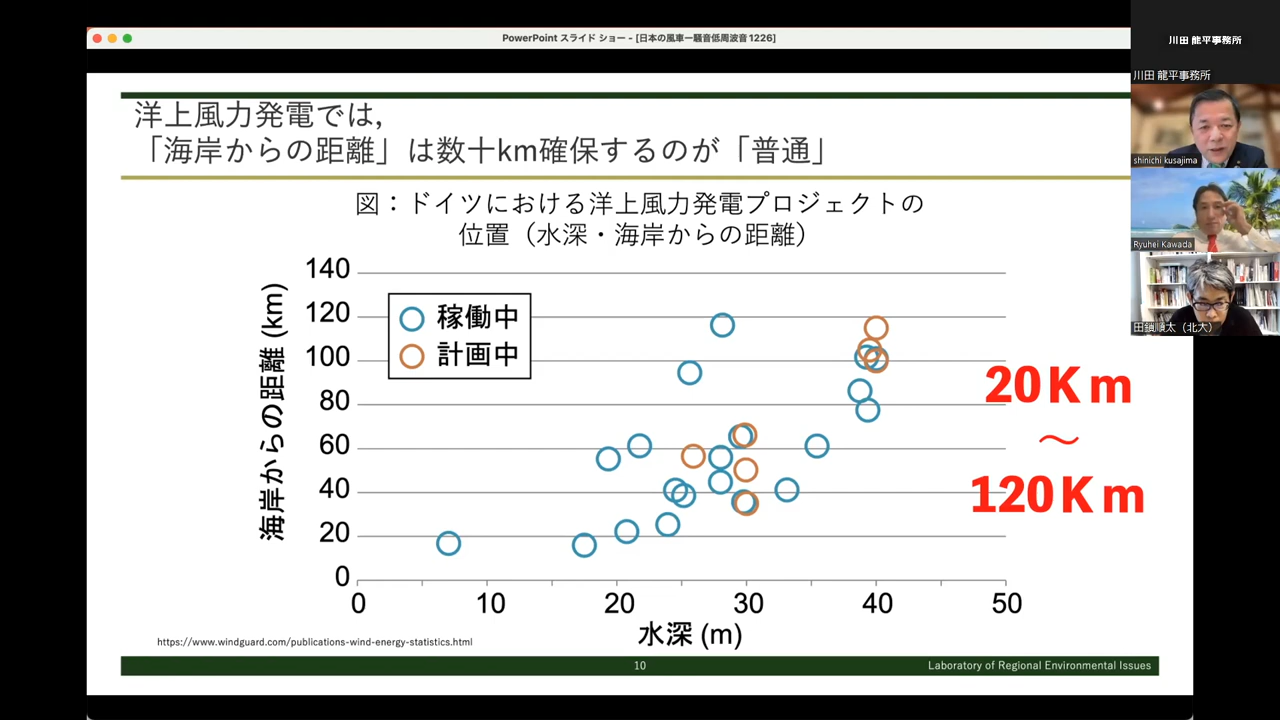 PowerPoint スライド ショー - [日本の風車ー騒音低周波音1226]
川田 龍平事務所
川田 龍平事務所
shinichi kusajima
Ryuhei Kawada
田鎖順太（北大）
洋上風力発電では,
「海岸からの距離」は数十km確保するのが「普通」
図：ドイツにおける洋上風力発電プロジェクトの
位置（水深・海岸からの距離）
海岸からの距離 (km)
140
120
100
80
60
40
20
0
稼働中
計画中
0 10 20 30 40 50
水深 (m)
20Km
〜
120Km
https://www.windguard.com/publications-wind-energy-statistics.html
10
Laboratory of Regional Environmental Issues